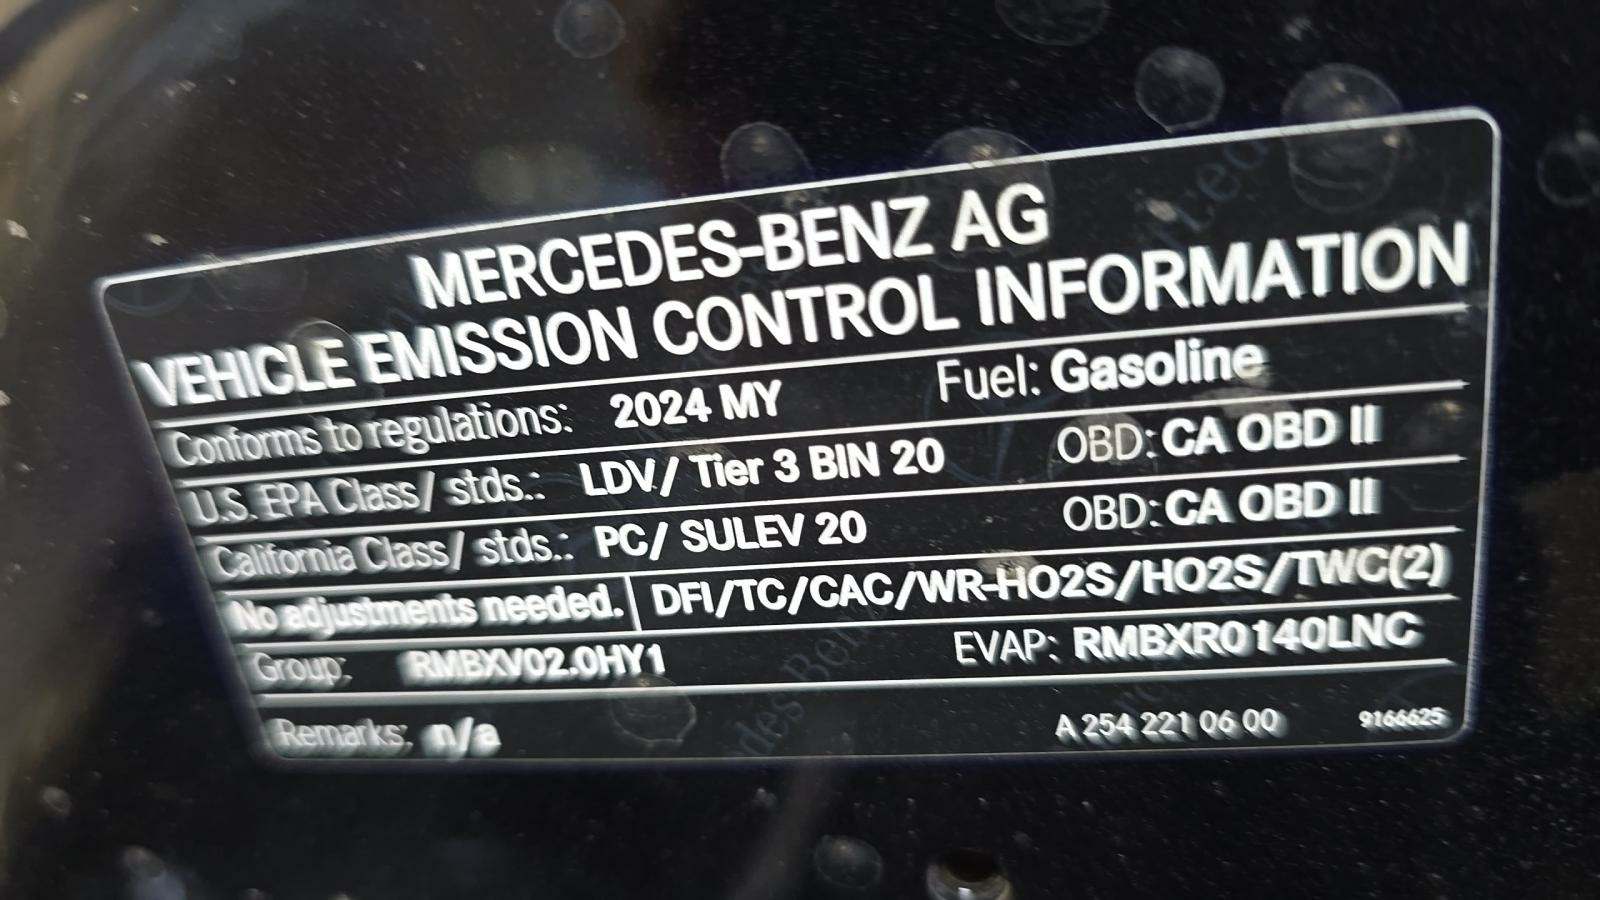 MERCEDES-BENZ AG
VEHICLE EMISSION CONTROL INFORMATION
Conforms to regulations: 2024 MY Fuel: Gasoline
U.S. EPA Class/ stds.: LDV/ Tier 3 BIN 20 OBD: CA OBD II
California Class/ stds.: PC/ SULEV 20 OBD: CA OBD II
No adjustments needed. DFI/TC/CAC/WR-HO2S/HO2S/TWC(2)
Group: RMBXV02.0HY1 EVAP: RMBXR0140LNC
Remarks: n/a A 254 221 06 00 9166625